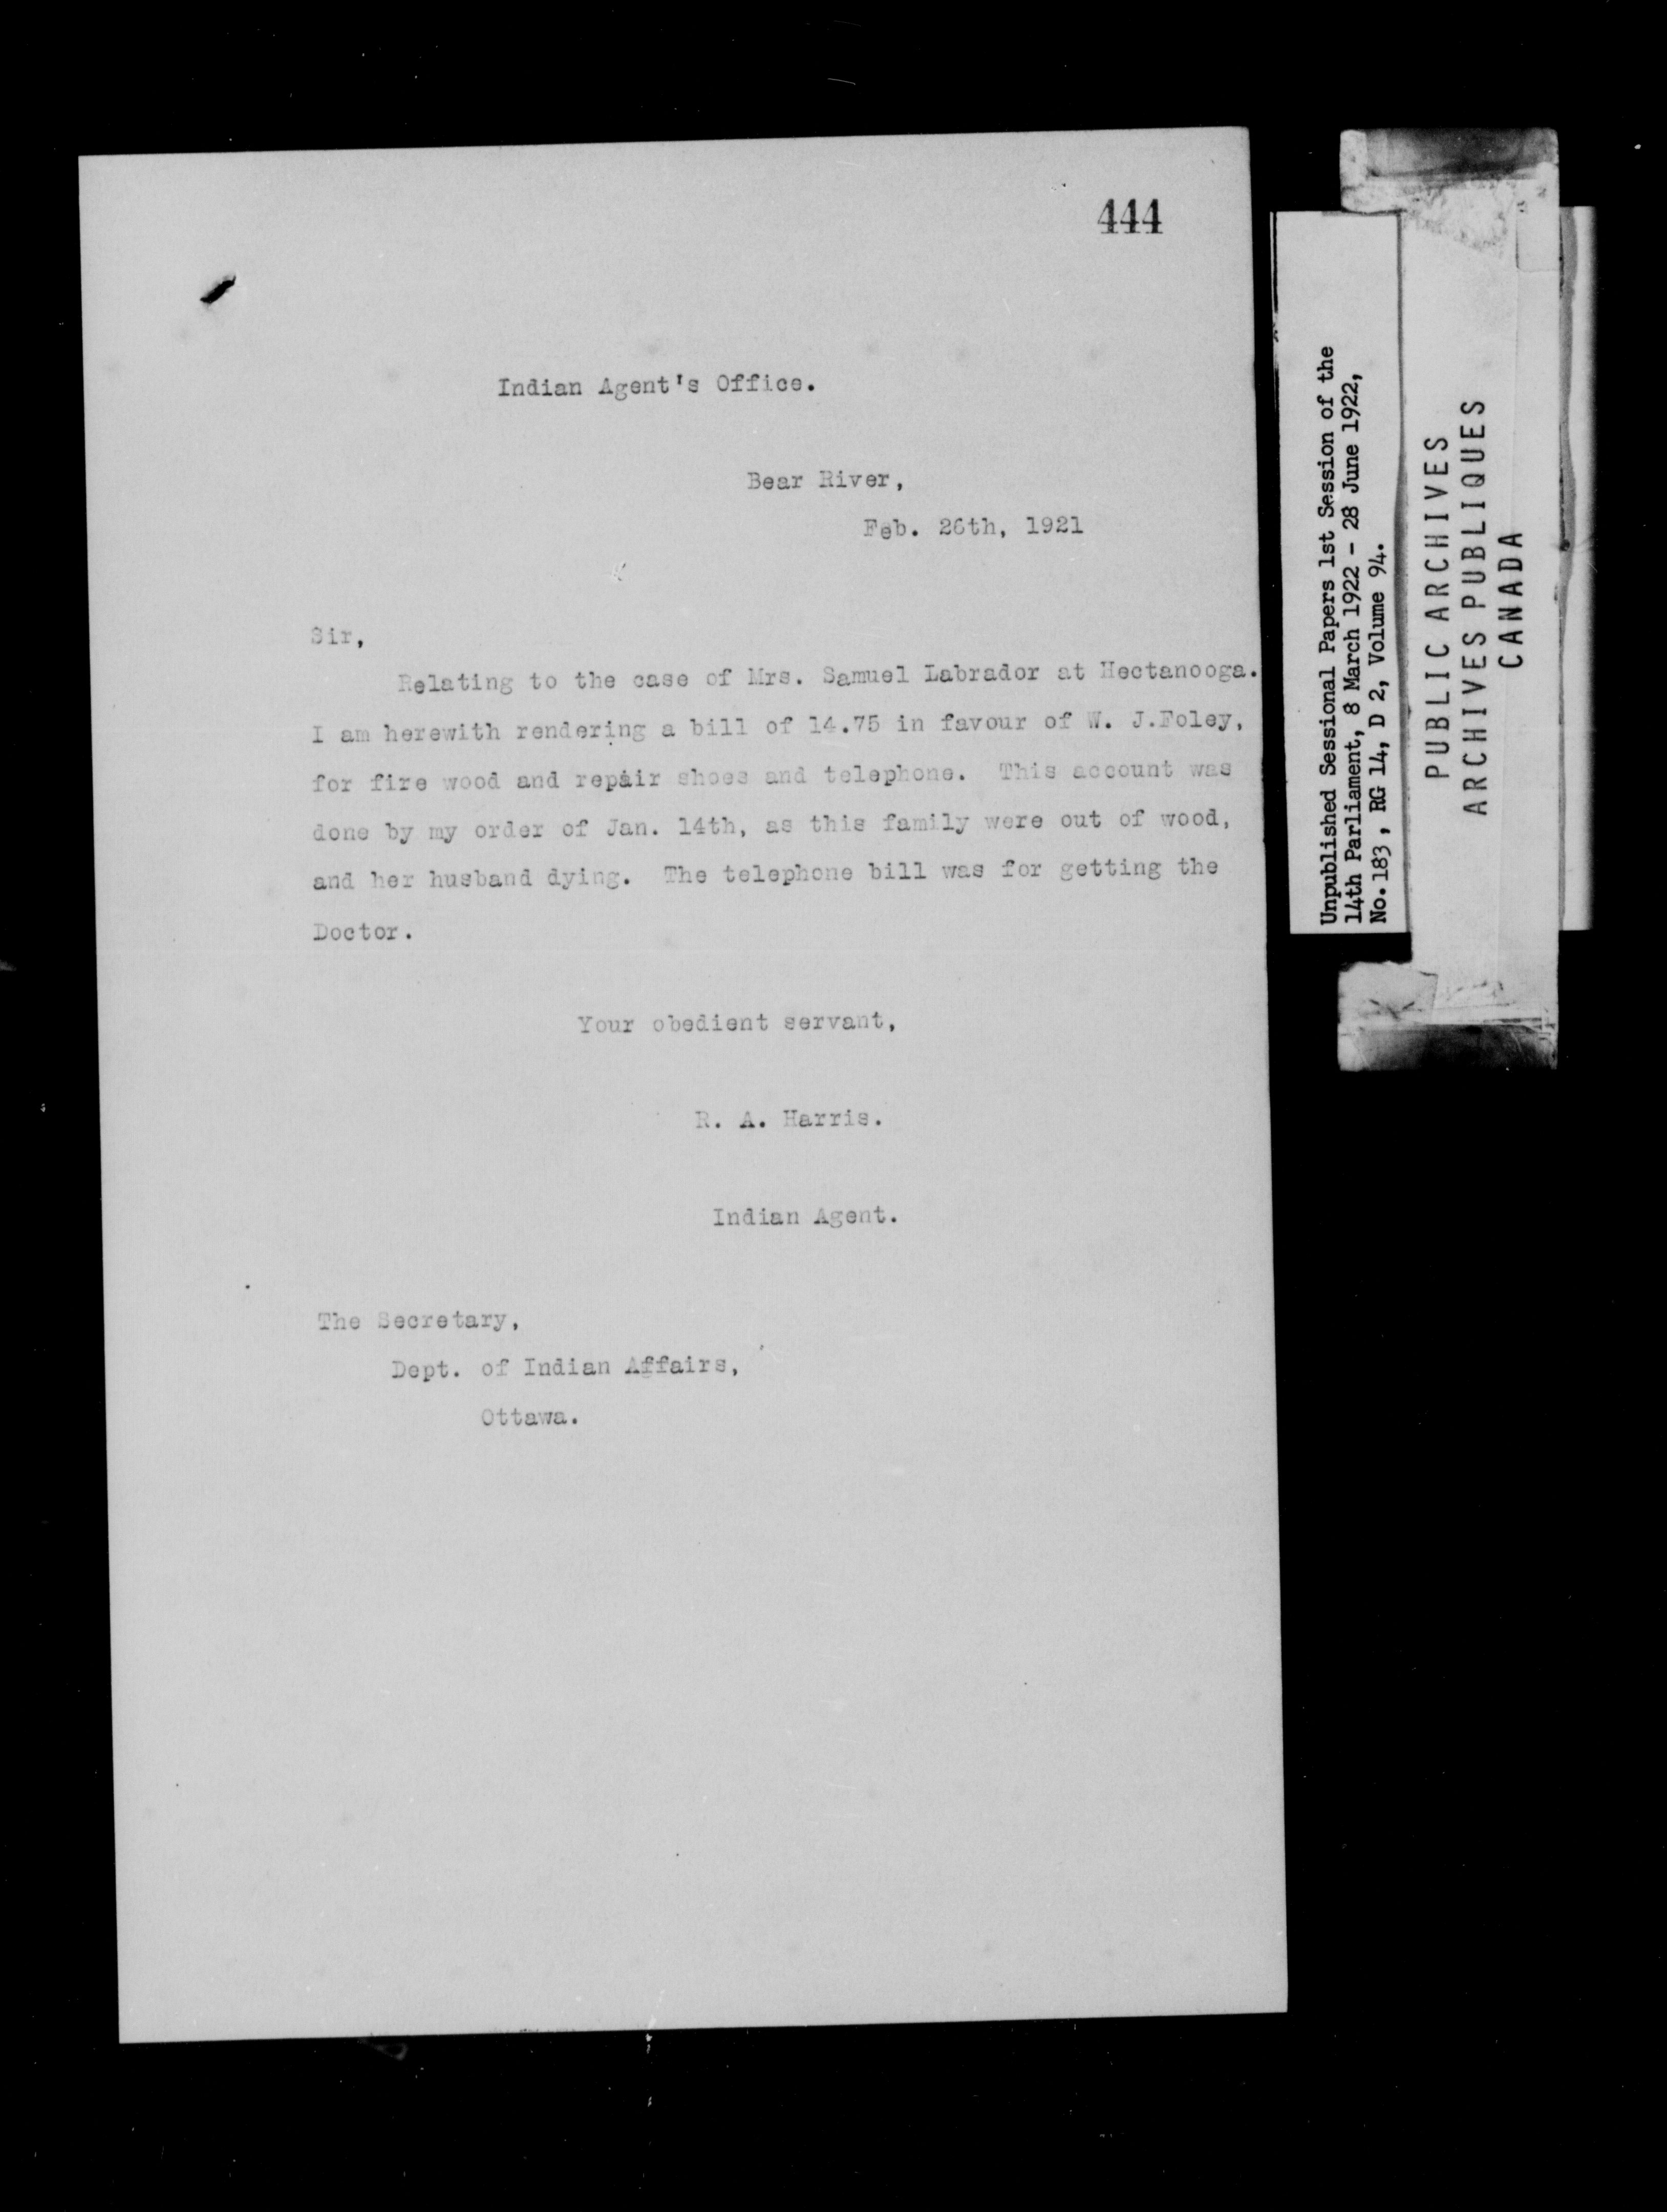 444
Indian Agent's Office.
Bear River,
Feb. 26th, 1921
Sir,
Relating to the case of Mrs. Samuel Labrador at Hectanooga.
I am herewith rendering a bill of 14.75 in favour of W. J.Foley,
for fire wood and repair shoes and telephone. This account was
done by my order of Jan. 14th, as this family were out of wood,
and her husband dying. The telephone bill was for getting the
Doctor.
Your obedient servant,
R. A. Harris.
Indian Agent.
The Secretary,
Dept. of Indian Affairs,
Ottawa.
Unpublished Sessional Papers 1st Session of the
14th Parliament, 8 March 1922 - 28 June 1922,
No. 183, RG 14, D 2, Volume 94.
PUBLIC ARCHIVES
ARCHIVES PUBLIQUES
CANADA